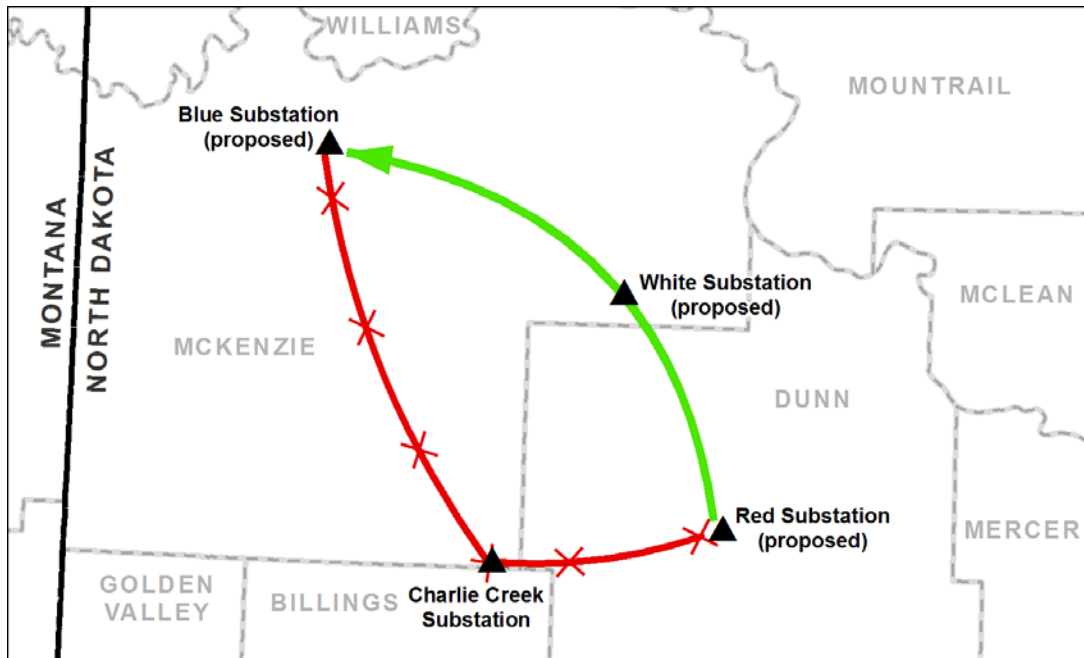 WILLIAMS
MOUNTRAIL
Blue Substation
(proposed)
MONTANA
NORTH DAKOTA
White Substation
(proposed)
MCLEAN
MCKENZIE
DUNN
Red Substation
(proposed)
MERCER
GOLDEN
VALLEY
BILLINGS
Charlie Creek
Substation